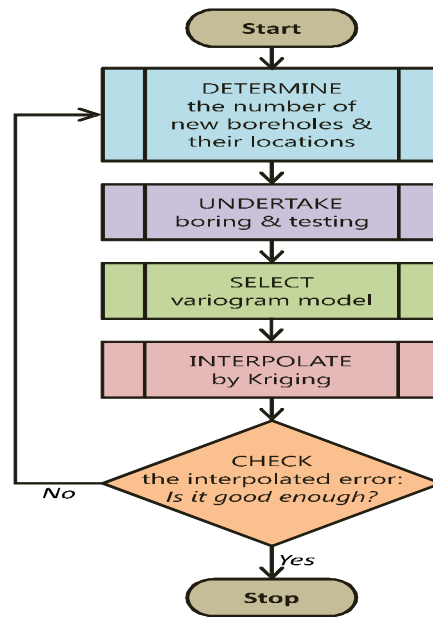 Start
DETERMINE
the number of
new boreholes &
their locations
UNDERTAKE
boring & testing
SELECT
variogram model
INTERPOLATE
by Kriging
CHECK
the interpolated error:
Is it good enough?
No
Yes
Stop